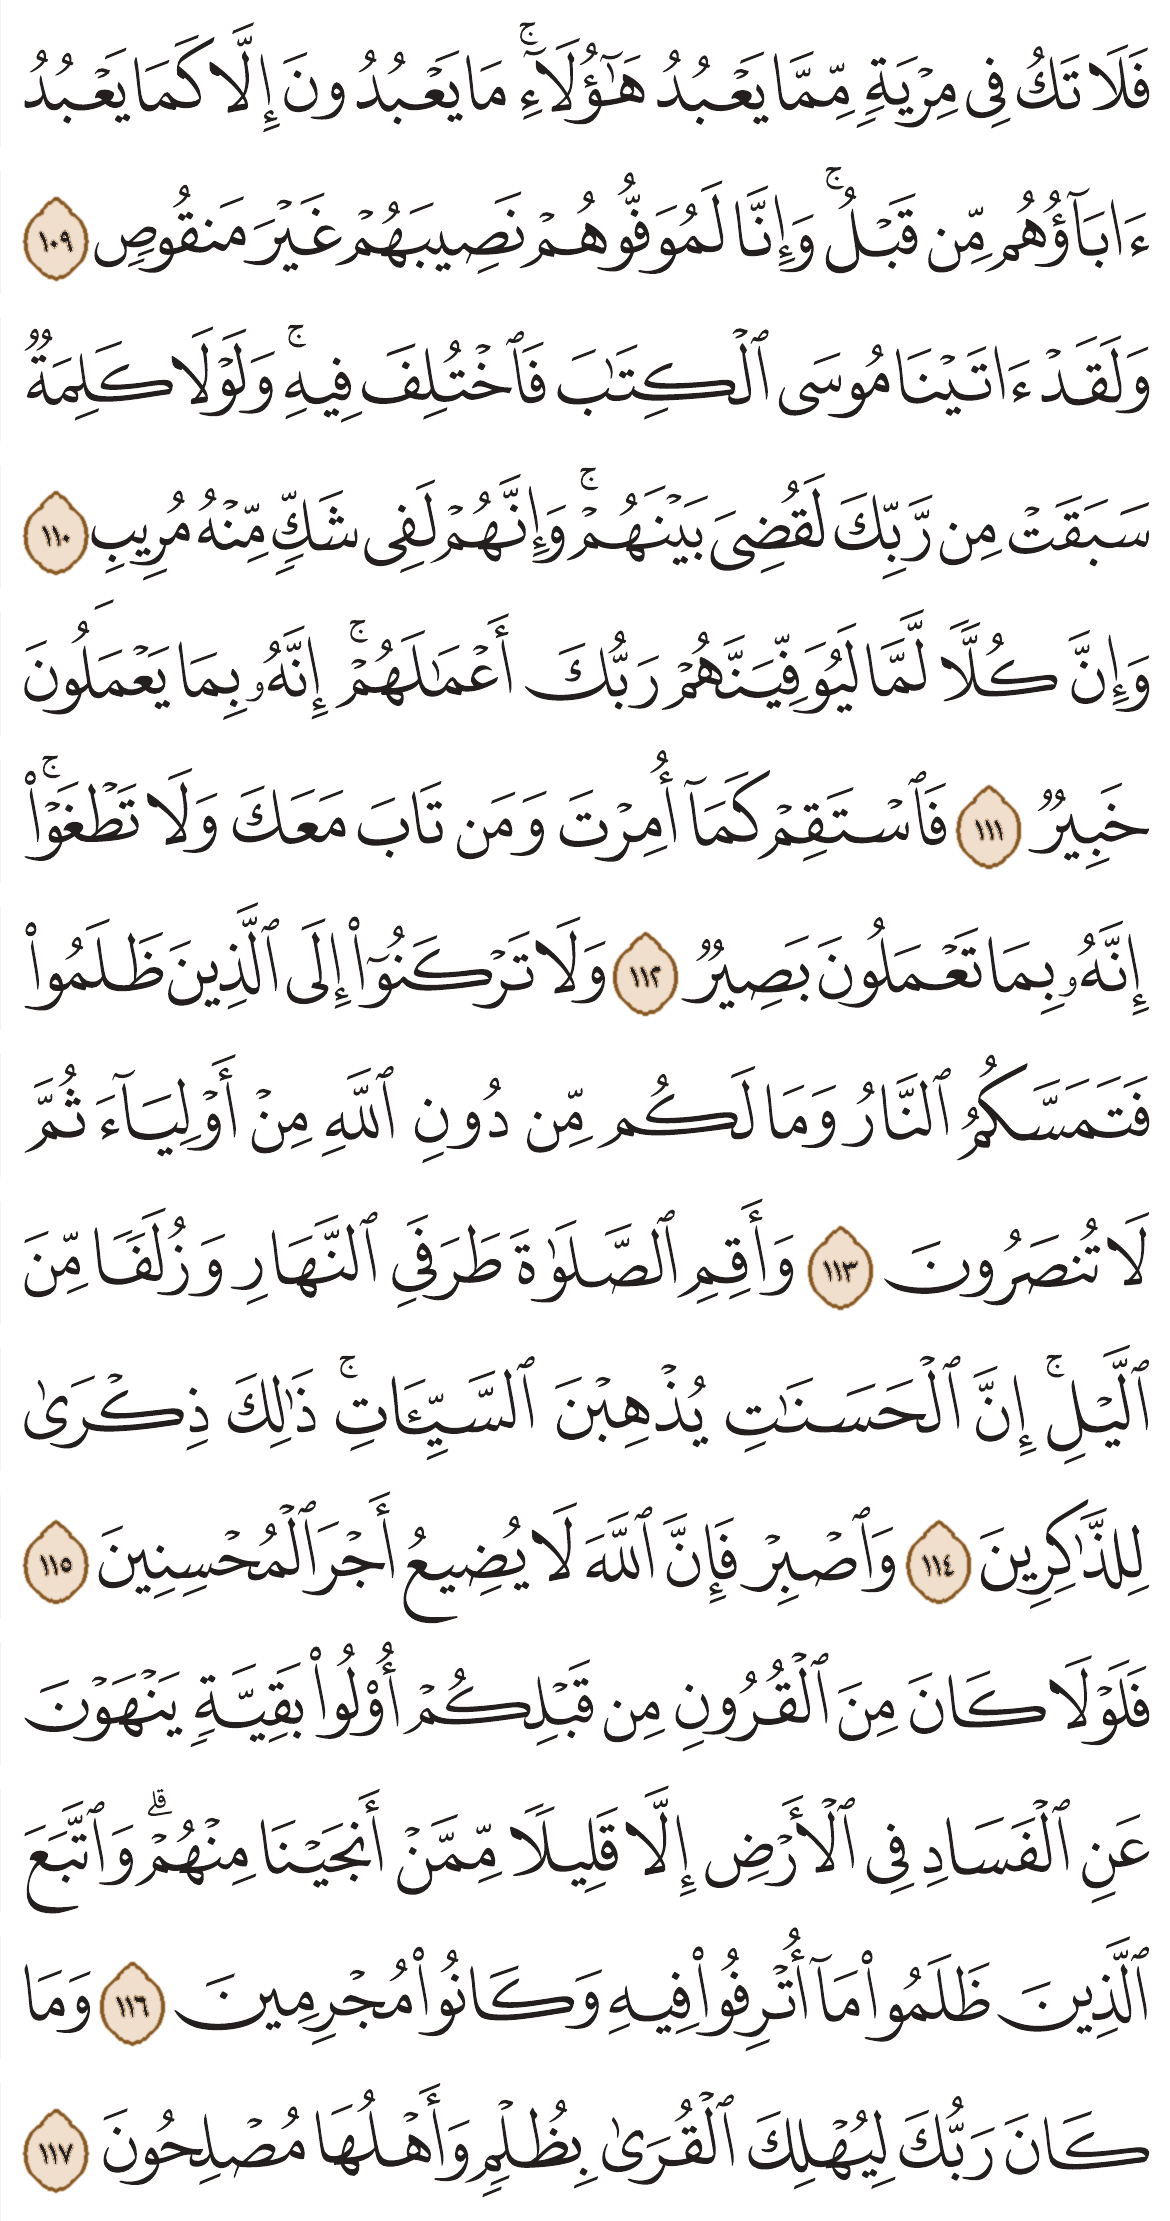 فَلَا تَكُ فِي مِرۡيَةٖ مِّمَّا يَعۡبُدُ هَٰٓؤُلَآءِۚ مَا يَعۡبُدُونَ إِلَّا كَمَا يَعۡبُدُ
ءَابَآؤُهُم مِّن قَبۡلُۚ وَإِنَّا لَمُوَفُّوهُمۡ نَصِيبَهُمۡ غَيۡرَ مَنقُوصٖ ١٠٩
وَلَقَدۡ ءَاتَيۡنَا مُوسَى ٱلۡكِتَٰبَ فَٱخۡتُلِفَ فِيهِۚ وَلَوۡلَا كَلِمَةٞ
سَبَقَتۡ مِن رَّبِّكَ لَقُضِيَ بَيۡنَهُمۡۚ وَإِنَّهُمۡ لَفِي شَكّٖ مِّنۡهُ مُرِيبٖ ١١٠
وَإِنَّ كُلّٗا لَّمَّا لَيُوَفِّيَنَّهُمۡ رَبُّكَ أَعۡمَٰلَهُمۡۚ إِنَّهُۥ بِمَا يَعۡمَلُونَ
خَبِيرٞ ١١١ فَٱسۡتَقِمۡ كَمَآ أُمِرۡتَ وَمَن تَابَ مَعَكَ وَلَا تَطۡغَوۡاْۚ
إِنَّهُۥ بِمَا تَعۡمَلُونَ بَصِيرٞ ١١٢ وَلَا تَرۡكَنُوٓاْ إِلَى ٱلَّذِينَ ظَلَمُواْ
فَتَمَسَّكُمُ ٱلنَّارُ وَمَا لَكُم مِّن دُونِ ٱللَّهِ مِنۡ أَوۡلِيَآءَ ثُمَّ
لَا تُنصَرُونَ ١١٣ وَأَقِمِ ٱلصَّلَوٰةَ طَرَفَيِ ٱلنَّهَارِ وَزُلَفٗا مِّنَ
ٱلَّيۡلِۚ إِنَّ ٱلۡحَسَنَٰتِ يُذۡهِبۡنَ ٱلسَّيِّـَٔاتِۚ ذَٰلِكَ ذِكۡرَىٰ
لِلذَّٰكِرِينَ ١١٤ وَٱصۡبِرۡ فَإِنَّ ٱللَّهَ لَا يُضِيعُ أَجۡرَ ٱلۡمُحۡسِنِينَ ١١٥
فَلَوۡلَا كَانَ مِنَ ٱلۡقُرُونِ مِن قَبۡلِكُمۡ أُوْلُواْ بَقِيَّةٖ يَنۡهَوۡنَ
عَنِ ٱلۡفَسَادِ فِي ٱلۡأَرۡضِ إِلَّا قَلِيلٗا مِّمَّنۡ أَنجَيۡنَا مِنۡهُمۡۗ وَٱتَّبَعَ
ٱلَّذِينَ ظَلَمُواْ مَآ أُتۡرِفُواْ فِيهِ وَكَانُواْ مُجۡرِمِينَ ١١٦ وَمَا
كَانَ رَبُّكَ لِيُهۡلِكَ ٱلۡقُرَىٰ بِظُلۡمٖ وَأَهۡلُهَا مُصۡلِحُونَ ١١٧